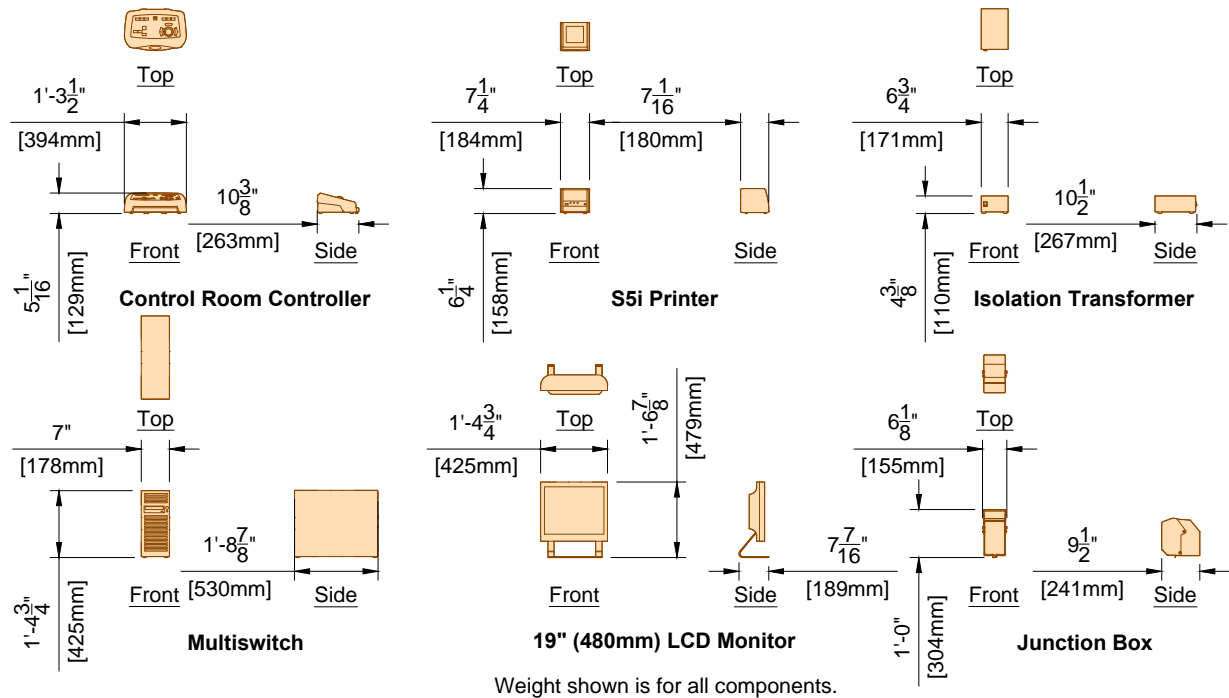 Top
1'-3 1/2"
[394mm]
10 3/8"
[263mm]
5 1/16"
[129mm]
Front
Side
Control Room Controller
Top
7 1/4"
[184mm]
7 1/16"
[180mm]
6 1/4"
[158mm]
Front
Side
S5i Printer
Top
6 3/4"
[171mm]
10 1/2"
[267mm]
4 3/8"
[110mm]
Front
Side
Isolation Transformer
Top
7"
[178mm]
1'-8 7/8"
[530mm]
1'-4 3/4"
[425mm]
Front
Side
Multiswitch
Top
1'-4 3/4"
[425mm]
1'-6 7/8"
[479mm]
7 7/16"
[189mm]
Front
Side
19" (480mm) LCD Monitor
Top
6 1/8"
[155mm]
9 1/2"
[241mm]
1'-0"
[304mm]
Front
Side
Junction Box
Weight shown is for all components.